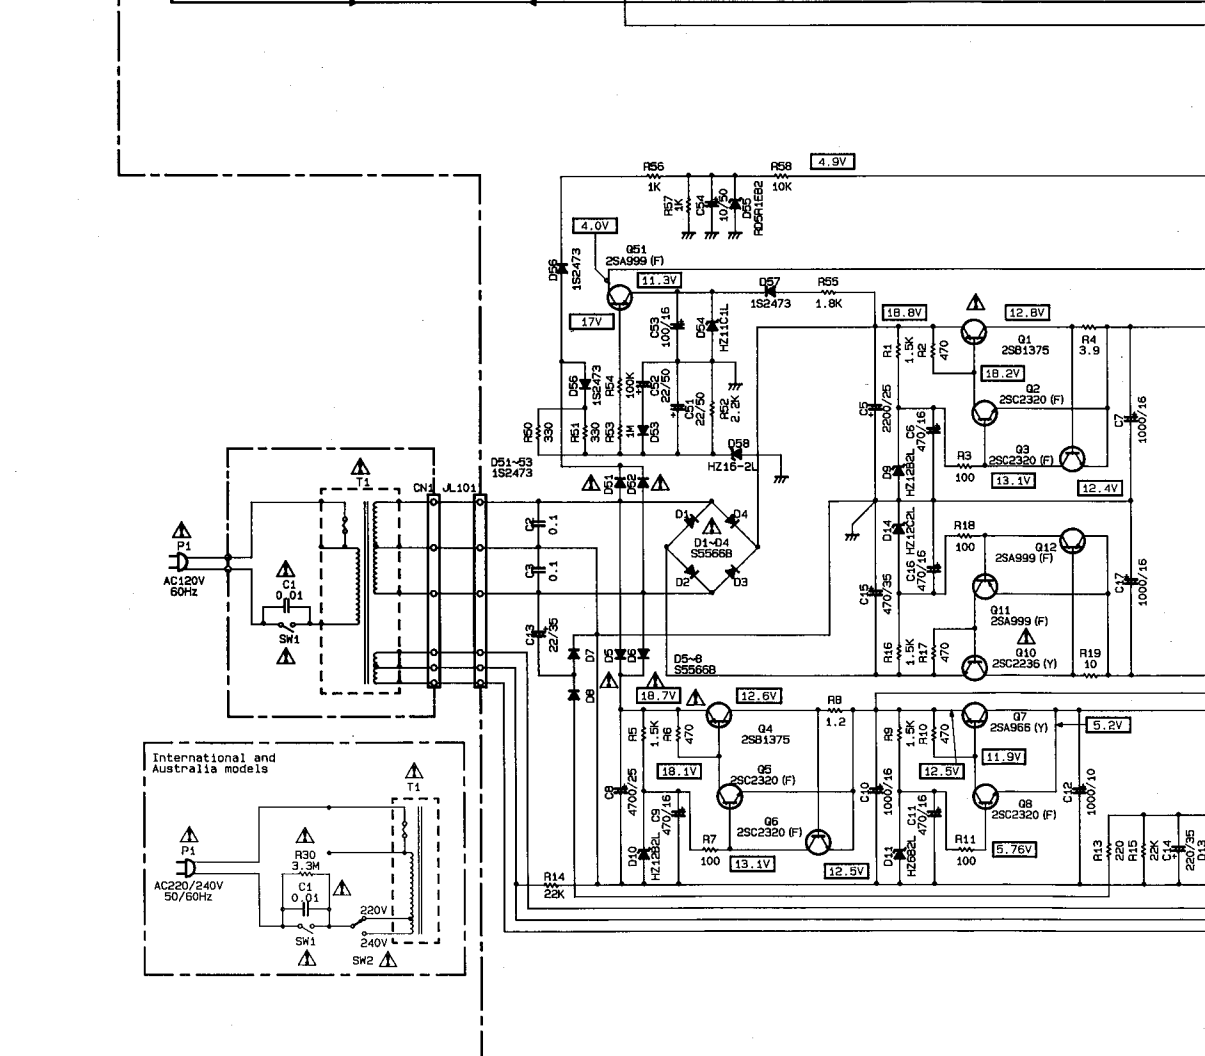 R56
1K
R58
10K
4.9V
R57
1K
C54
10/50
D55
RD5R1EB2
4.0V
Q51
2SA999 (F)
D56
1S2473
11.3V
D57
1S2473
R55
1.8K
17V
C53
100/16
D54
HZ11C1L
18.8V
12.8V
R1
1.5K
R2
470
Q1
2SB1375
R4
3.9
18.2V
Q2
2SC2320 (F)
D56
1S2473
R54
100K
C52
22/50
C51
22/50
R52
2.2K
C5
2200/25
C6
470/16
C7
1000/16
R50
330
R51
330
R53
1M
D53
D58
HZ16-2L
D9
HZ12B2L
R3
100
Q3
2SC2320 (F)
13.1V
12.4V
D51~53
1S2473
D51
D52
T1
CN1
JL101
P1
AC120V
60Hz
C1
0.01
SW1
C2
0.1
C3
0.1
C13
22/35
D1
D4
D1~D4
S5566B
D2
D3
D14
HZ12C2L
R18
100
Q12
C16
470/16
C15
470/35
Q11
2SA999 (F)
C17
1000/16
R16
1.5K
R17
470
Q10
2SC2236 (Y)
R19
10
D7
D5
D6
D5~8
S5566B
D8
18.7V
12.6V
R8
1.2
R5
1.5K
R6
470
Q4
2SB1375
R9
1.5K
R10
470
Q7
2SA966 (Y)
5.2V
18.1V
Q5
2SC2320 (F)
12.5V
11.9V
C8
4700/25
C9
470/16
Q6
2SC2320 (F)
C10
1000/16
C11
470/16
Q8
2SC2320 (F)
C12
1000/10
D10
HZ12B2L
R7
100
13.1V
12.5V
D11
HZ6B2L
R11
100
5.76V
R13
220
R15
22K
C14
220/35
D13
R14
22K
International and
Australia models
T1
P1
AC220/240V
50/60Hz
R30
3.3M
C1
0.01
SW1
220V
240V
SW2